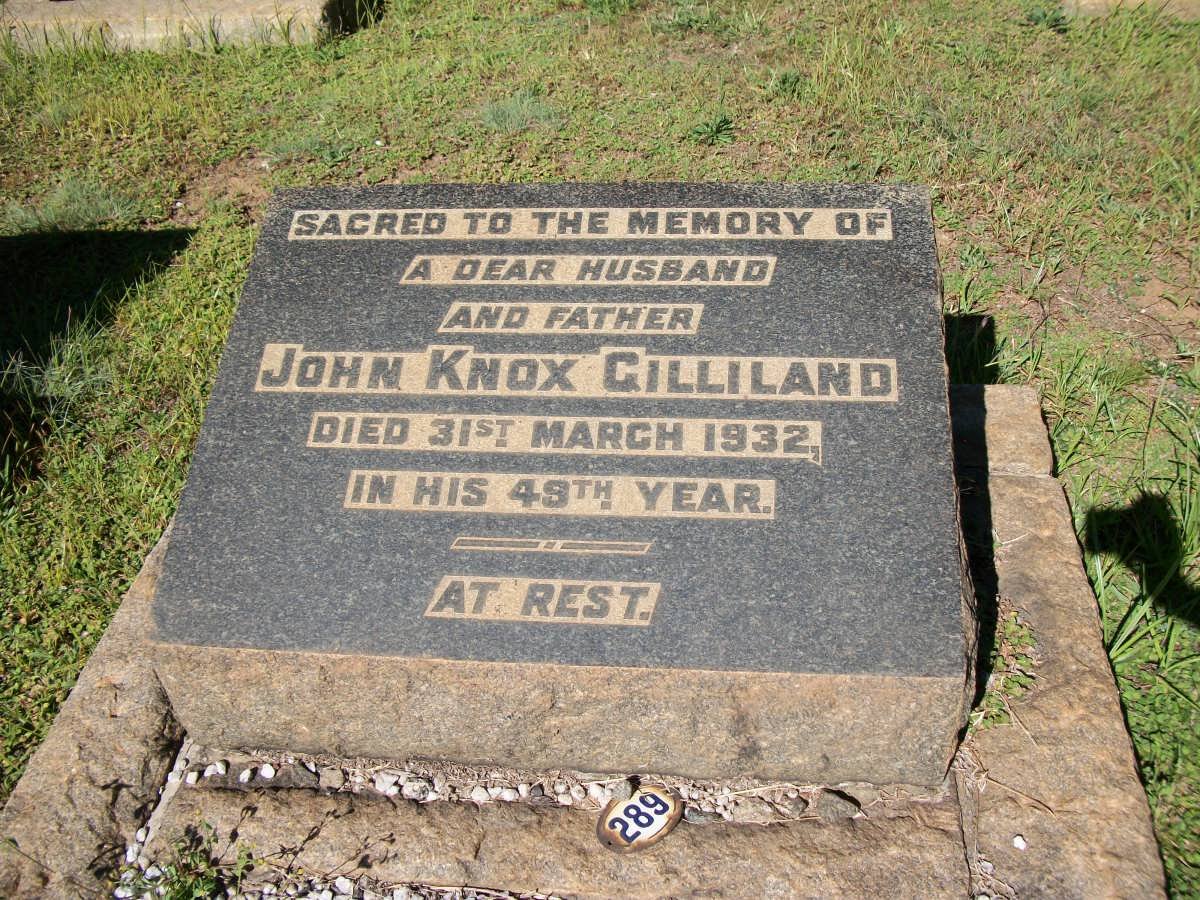 SACRED TO THE MEMORY OF
A DEAR HUSBAND
AND FATHER
JOHN KNOX GILLILAND
DIED 31ST. MARCH 1932,
IN HIS 49TH. YEAR.
AT REST.
289